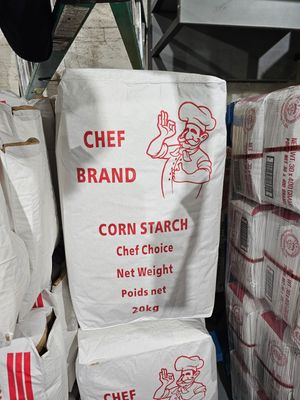 CHEF
BRAND
CORN STARCH
Chef Choice
Net Weight
Poids net
20kg
CHEF